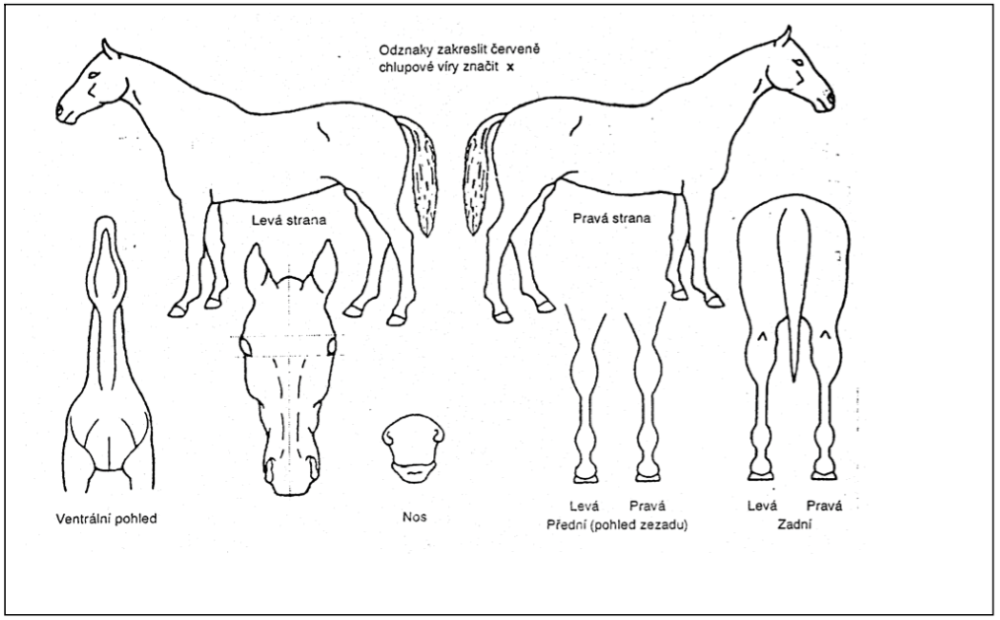 Odznaky zakreslit červeně
chlupové víry značit x
Levá strana
Pravá strana
Ventrální pohled
Nos
Levá Pravá
Přední (pohled zezadu)
Levá Pravá
Zadní